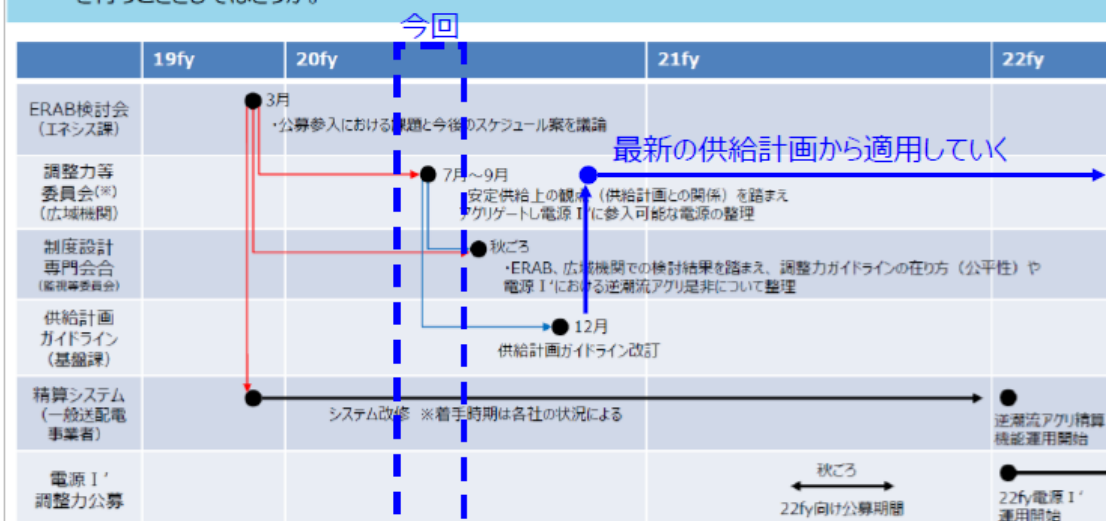 を行うこととしてはどうか。
今回
19fy 20fy 21fy 22fy
ERAB検討会
(エネシス課)
3月
・公募参入における課題と今後のスケジュール案を議論
最新の供給計画から適用していく
調整力等
委員会(※)
(広域機関)
7月～9月
・安定供給上の観点（供給計画との関係）を踏まえ
アグリゲートし電源Ⅰ’に参入可能な電源の整理
制度設計
専門会合
(監視等委員会)
秋ごろ
・ERAB、広域機関での検討結果を踏まえ、調整力ガイドラインの在り方（公平性）や
電源Ⅰ’における逆潮流アグリ是非について整理
供給計画
ガイドライン
(基盤課)
12月
供給計画ガイドライン改訂
精算システム
(一般送配電
事業者)
システム改修 ※着手時期は各社の状況による
逆潮流アグリ精算
機能運用開始
電源Ⅰ’
調整力公募
秋ごろ
22fy向け公募期間
22fy電源Ⅰ’
運用開始